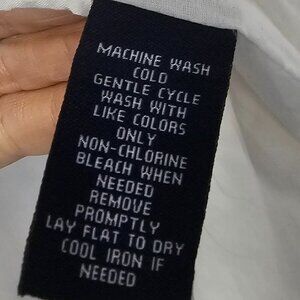 MACHINE WASH
COLD
GENTLE CYCLE
WASH WITH
LIKE COLORS
ONLY
NON-CHLORINE
BLEACH WHEN
NEEDED
REMOVE
PROMPTLY
LAY FLAT TO DRY
COOL IRON IF
NEEDED